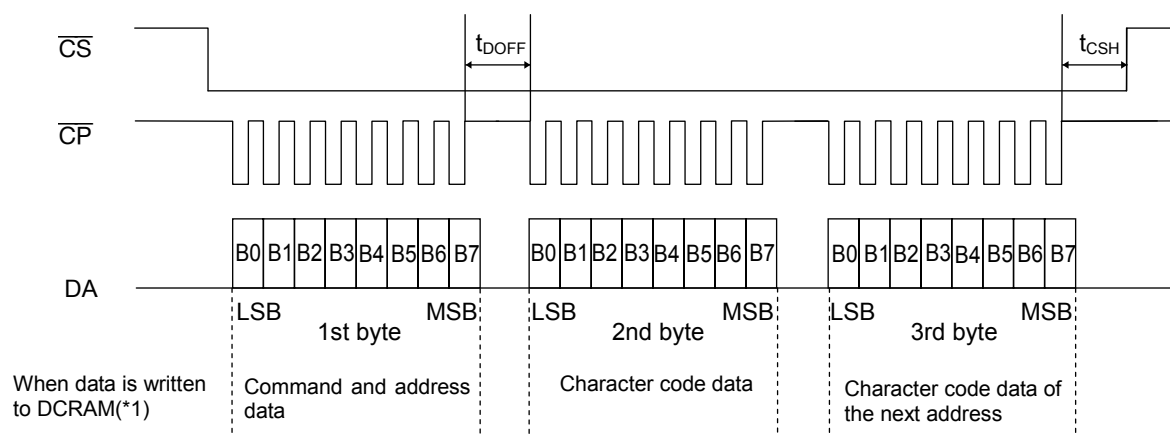 CS
tDOFF
tCSH
CP
B0 B1 B2 B3 B4 B5 B6 B7 B0 B1 B2 B3 B4 B5 B6 B7 B0 B1 B2 B3 B4 B5 B6 B7
DA
LSB MSB LSB MSB LSB MSB
1st byte 2nd byte 3rd byte
When data is written
to DCRAM(*1)
Command and address
data
Character code data
Character code data of
the next address